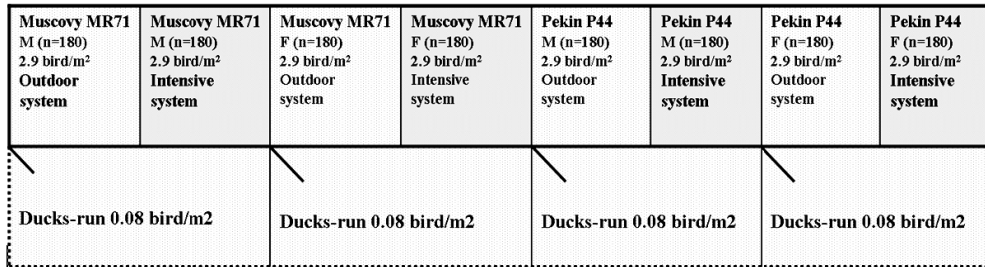 Muscovy MR71
M (n=180)
2.9 bird/m²
Outdoor
system
Muscovy MR71
M (n=180)
2.9 bird/m²
Intensive
system
Muscovy MR71
F (n=180)
2.9 bird/m²
Outdoor
system
Muscovy MR71
F (n=180)
2.9 bird/m²
Intensive
system
Pekin P44
M (n=180)
2.9 bird/m²
Outdoor
system
Pekin P44
M (n=180)
2.9 bird/m²
Intensive
system
Pekin P44
F (n=180)
2.9 bird/m²
Outdoor
system
Pekin P44
F (n=180)
2.9 bird/m²
Intensive
system
Ducks-run 0.08 bird/m2
Ducks-run 0.08 bird/m2
Ducks-run 0.08 bird/m2
Ducks-run 0.08 bird/m2